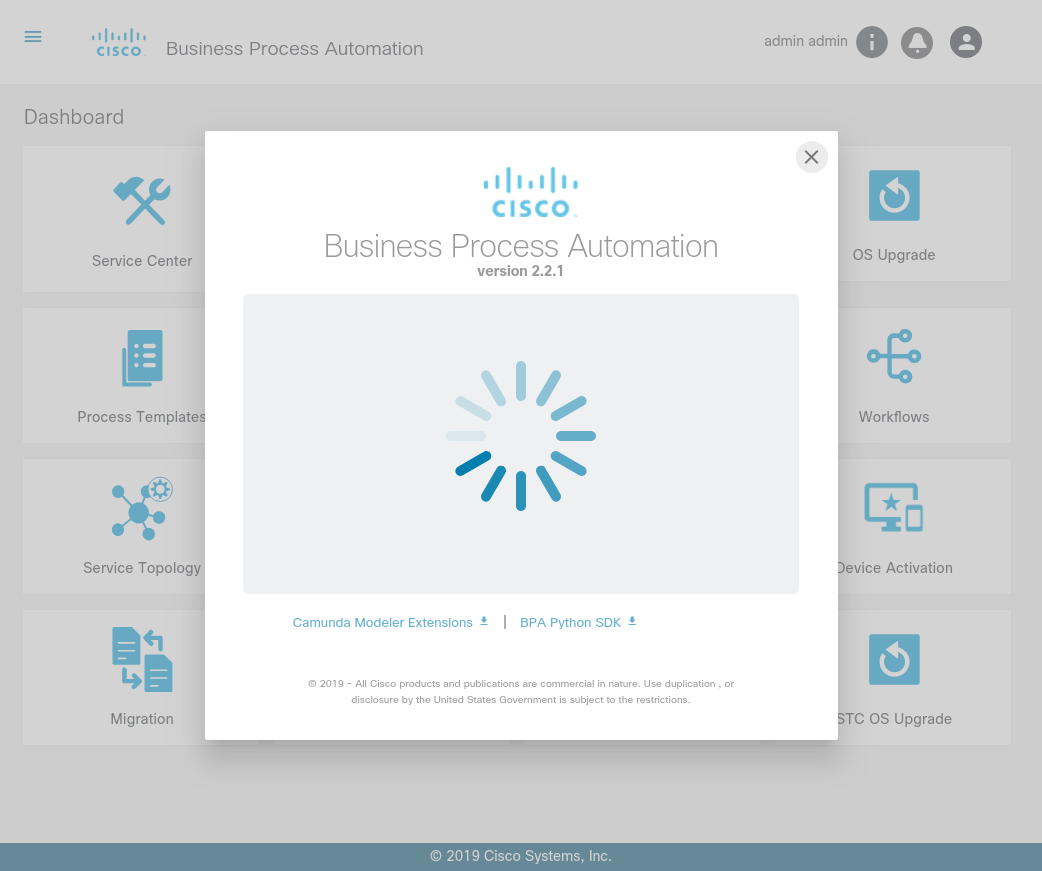 CISCO
Business Process Automation
admin admin
Dashboard
CISCO
Business Process Automation
version 2.2.1
Service Center
OS Upgrade
Process Templates
Workflows
Service Topology
Device Activation
Camunda Modeler Extensions | BPA Python SDK
© 2019 - All Cisco products and publications are commercial in nature. Use duplication , or
disclosure by the United States Government is subject to the restrictions.
Migration
STC OS Upgrade
© 2019 Cisco Systems, Inc.